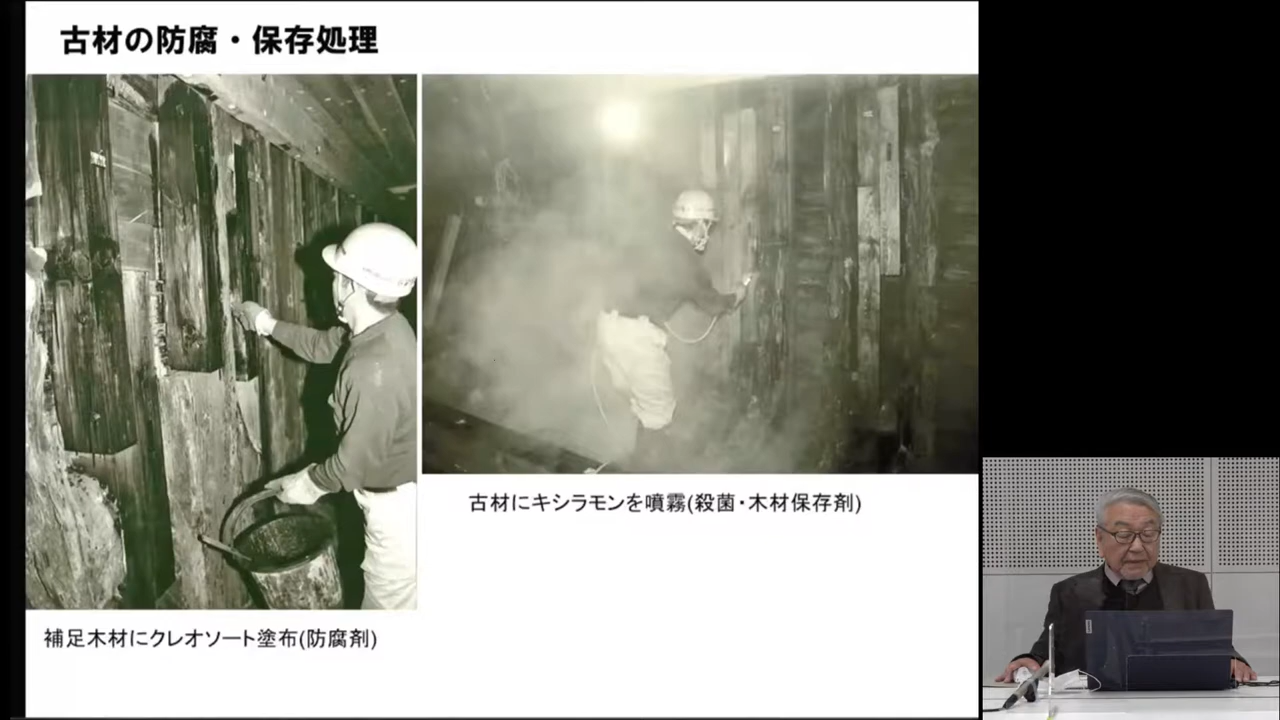 古材の防腐・保存処理
古材にキシラモンを噴霧(殺菌・木材保存剤)
補足木材にクレオソート塗布(防腐剤)